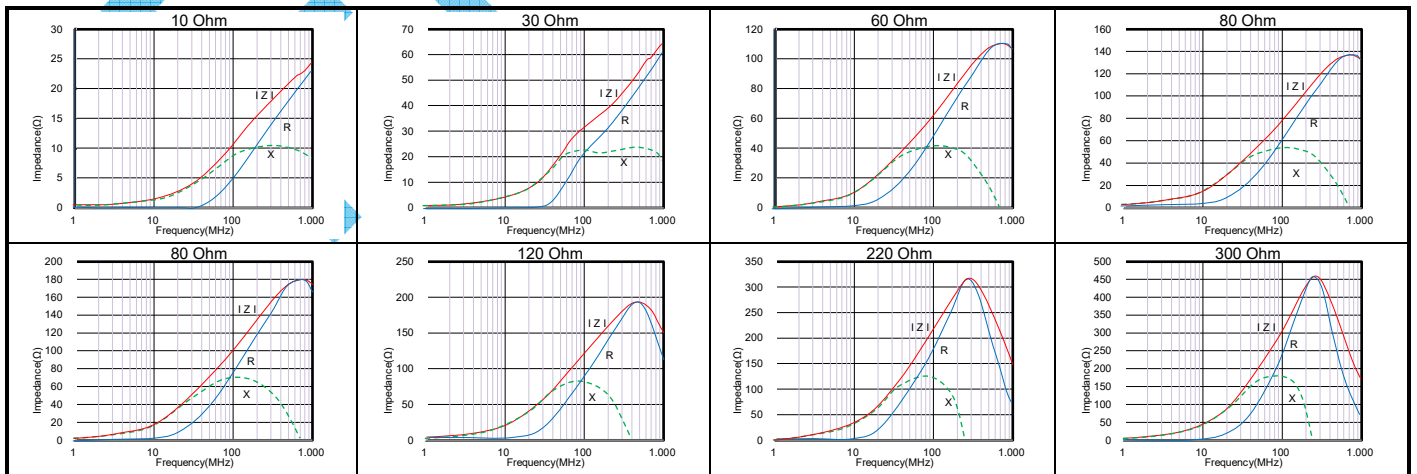 10 Ohm
30
25
20
15
10
5
0
Impedance(Ω)
I Z I
R
X
1 10 100 1.000
Frequency(MHz)
30 Ohm
70
60
50
40
30
20
10
0
Impedance(Ω)
I Z I
R
X
1 10 100 1.000
Frequency(MHz)
60 Ohm
120
100
80
60
40
20
0
Impedance(Ω)
I Z I
R
X
1 10 100 1.000
Frequency(MHz)
80 Ohm
160
140
120
100
80
60
40
20
0
Impedance(Ω)
I Z I
R
X
1 10 100 1.000
Frequency(MHz)
80 Ohm
200
180
160
140
120
100
80
60
40
20
0
Impedance(Ω)
I Z I
R
X
1 10 100 1.000
Frequency(MHz)
120 Ohm
250
200
150
100
50
0
Impedance(Ω)
I Z I
R
X
1 10 100 1.000
Frequency(MHz)
220 Ohm
350
300
250
200
150
100
50
0
Impedance(Ω)
I Z I
R
X
1 10 100 1.000
Frequency(MHz)
300 Ohm
500
450
400
350
300
250
200
150
100
50
0
Impedance(Ω)
I Z I
R
X
1 10 100 1.000
Frequency(MHz)